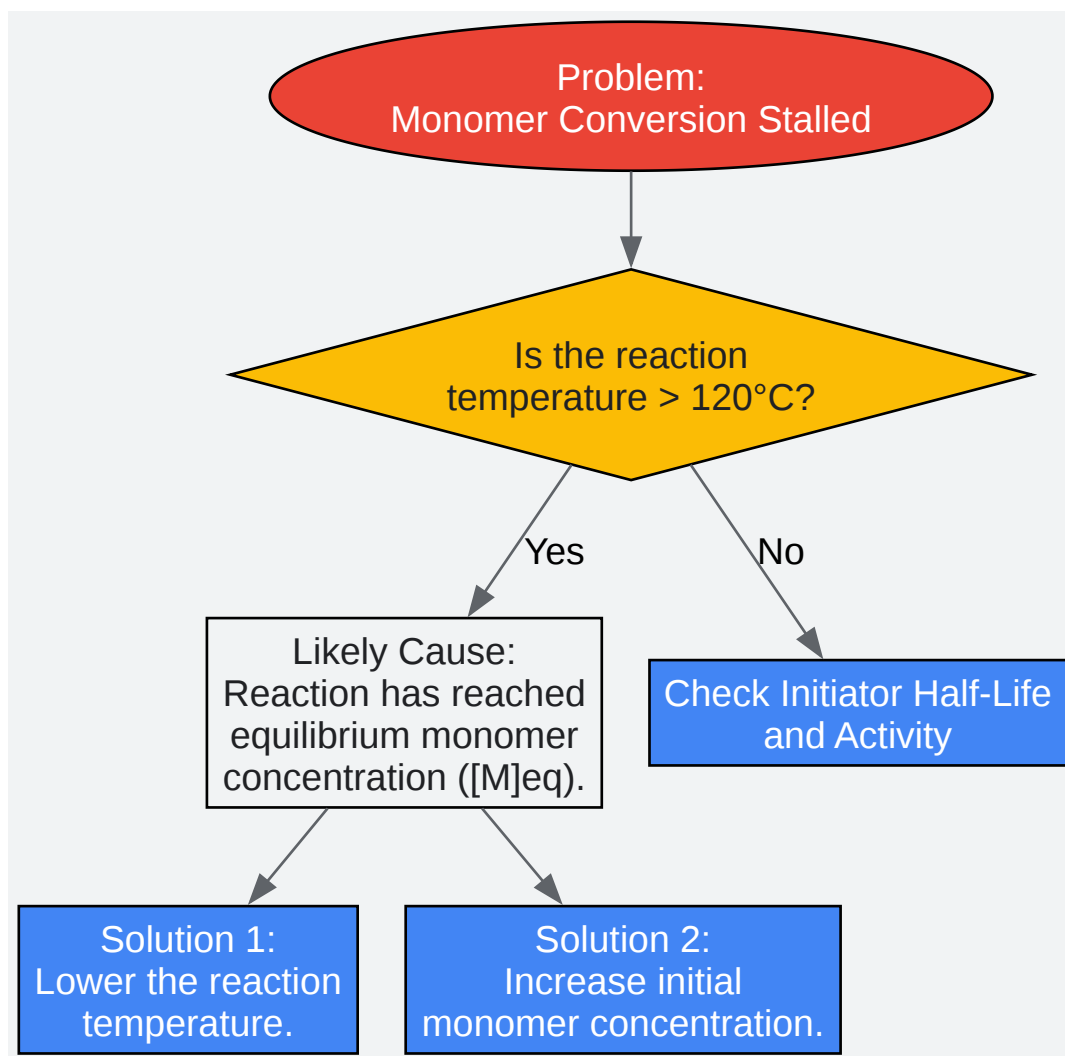 Problem:
Monomer Conversion Stalled
Is the reaction
temperature > 120°C?
Yes
No
Likely Cause:
Reaction has reached
equilibrium monomer
concentration ([M]eq).
Check Initiator Half-Life
and Activity
Solution 1:
Lower the reaction
temperature.
Solution 2:
Increase initial
monomer concentration.